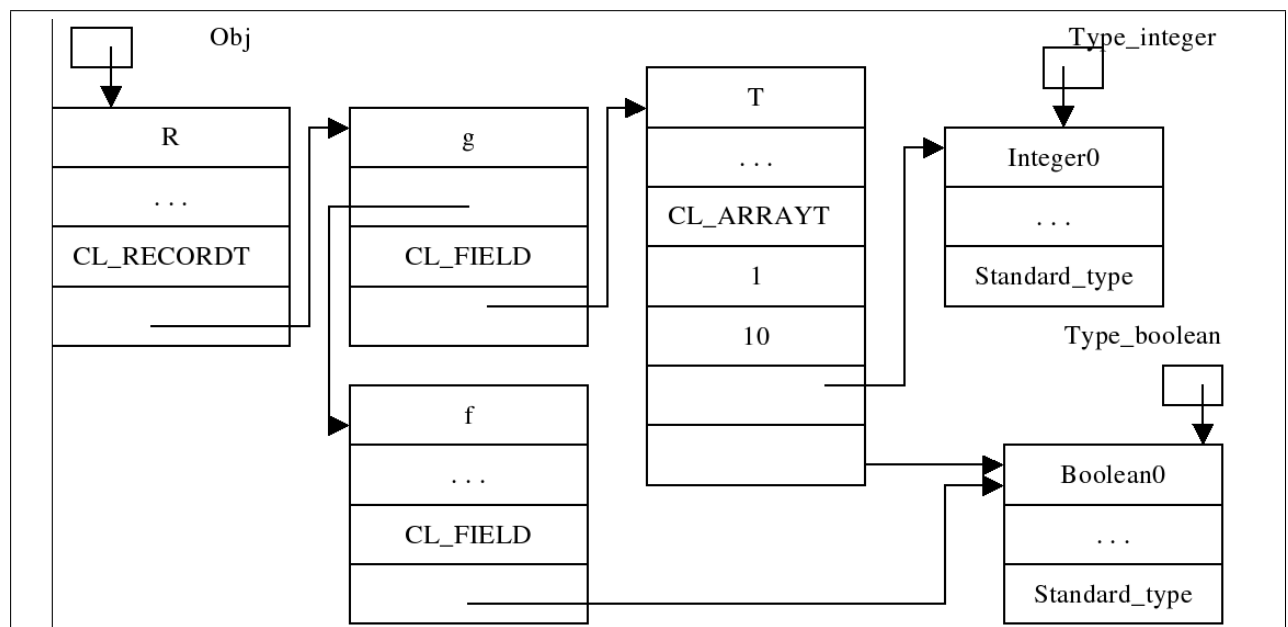 Obj
Type_integer
R
. . .
CL_RECORDT
g
CL_FIELD
f
. . .
CL_FIELD
T
. . .
CL_ARRAYT
1
10
Integer0
. . .
Standard_type
Type_boolean
Boolean0
. . .
Standard_type